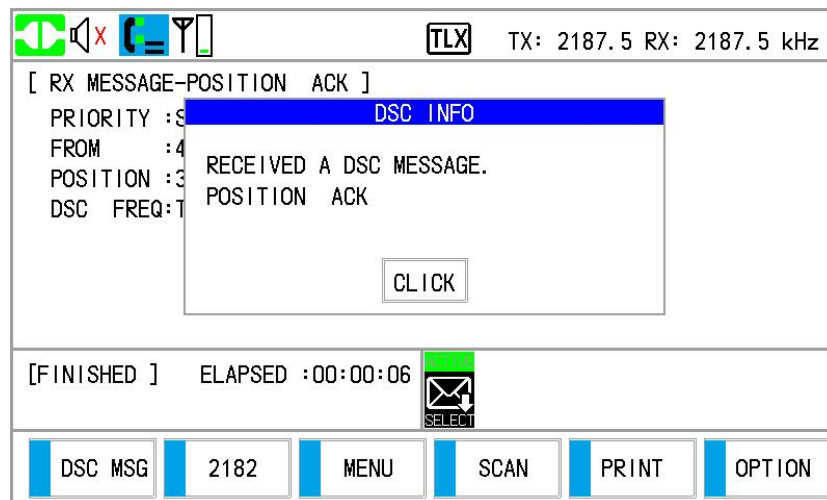 TLX TX: 2187.5 RX: 2187.5 kHz
[ RX MESSAGE-POSITION ACK ]
DSC INFO
PRIORITY :S
FROM :4
POSITION :3
DSC FREQ:T
RECEIVED A DSC MESSAGE.
POSITION ACK
CLICK
[FINISHED ] ELAPSED :00:00:06
SELECT
DSC MSG 2182 MENU SCAN PRINT OPTION